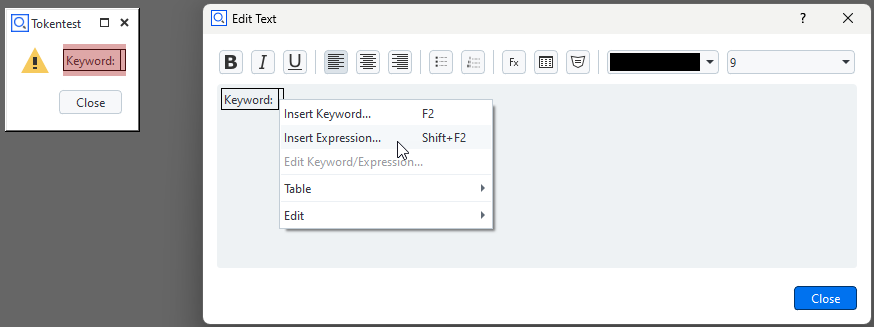 Tokentest
Keyword:
Close
Edit Text
?
B I U Fx 9
Keyword:
Insert Keyword... F2
Insert Expression... Shift+F2
Edit Keyword/Expression...
Table
Edit
Close